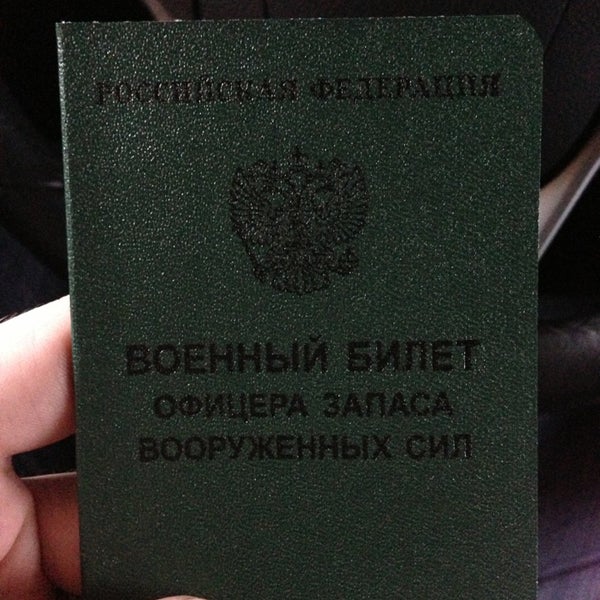 РОССИЙСКАЯ ФЕДЕРАЦИЯ
ВОЕННЫЙ БИЛЕТ
ОФИЦЕРА ЗАПАСА
ВООРУЖЕННЫХ СИЛ